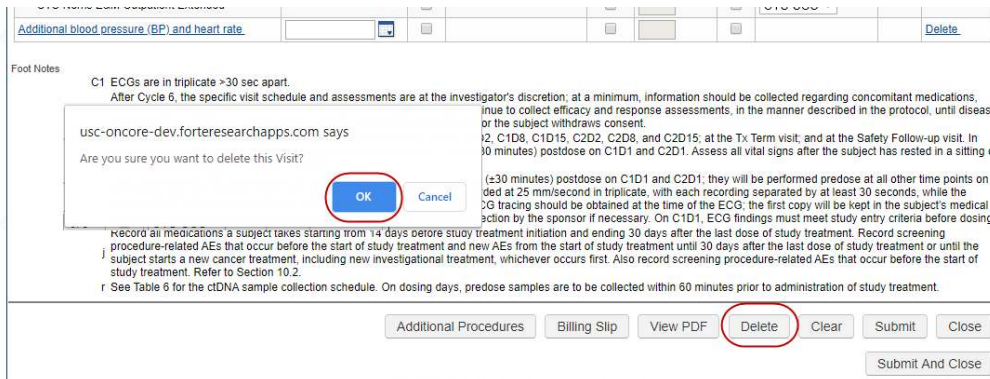 Additional blood pressure (BP) and heart rate Delete
Foot Notes
C1 ECGs are in triplicate >30 sec apart.
After Cycle 6, the specific visit schedule and assessments are at the investigator's discretion; at a minimum, information should be collected regarding concomitant medications,
inue to collect efficacy and response assessments, in the manner described in the protocol, until diseas
or the subject withdraws consent.
usc-oncore-dev.forteresearchapps.com says
2, C1D8, C1D15, C2D2, C2D8, and C2D15; at the Tx Term visit; and at the Safety Follow-up visit. In
Are you sure you want to delete this Visit?
30 minutes) postdose on C1D1 and C2D1. Assess all vital signs after the subject has rested in a sitting
(±30 minutes) postdose on C1D1 and C2D1; they will be performed predose at all other time points on
OK Cancel
ded at 25 mm/second in triplicate, with each recording separated by at least 30 seconds, while the
CG tracing should be obtained at the time of the ECG; the first copy will be kept in the subject's medical
ection by the sponsor if necessary. On C1D1, ECG findings must meet study entry criteria before dosing
Record all medications a subject takes starting from 14 days before study treatment initiation and ending 30 days after the last dose of study treatment. Record screening
procedure-related AEs that occur before the start of study treatment and new AEs from the start of study treatment until 30 days after the last dose of study treatment or until the
j subject starts a new cancer treatment, including new investigational treatment, whichever occurs first. Also record screening procedure-related AEs that occur before the start of
study treatment. Refer to Section 10.2.
r See Table 6 for the ctDNA sample collection schedule. On dosing days, predose samples are to be collected within 60 minutes prior to administration of study treatment.
Additional Procedures Billing Slip View PDF Delete Clear Submit Close
Submit And Close